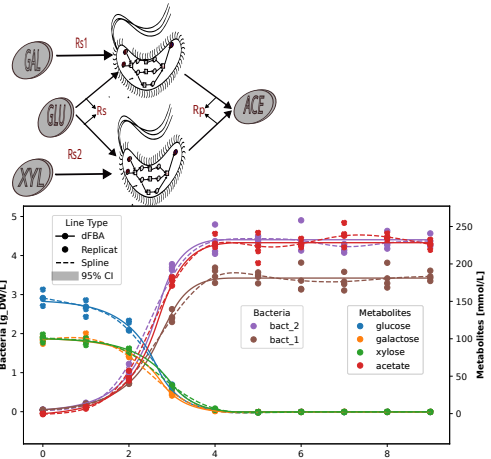 Rs1
GAL
GLU
Rs
Rp
ACE
Rs2
XYL
Line Type
dFBA
Replicat
Spline
95% CI
Bacteria
bact_2
bact_1
Metabolites
glucose
galactose
xylose
acetate
Bacteria [g_DW/L]
5
4
3
2
1
0
0
2
4
6
8
250
200
150
100
50
0
Metabolites [mmol/L]